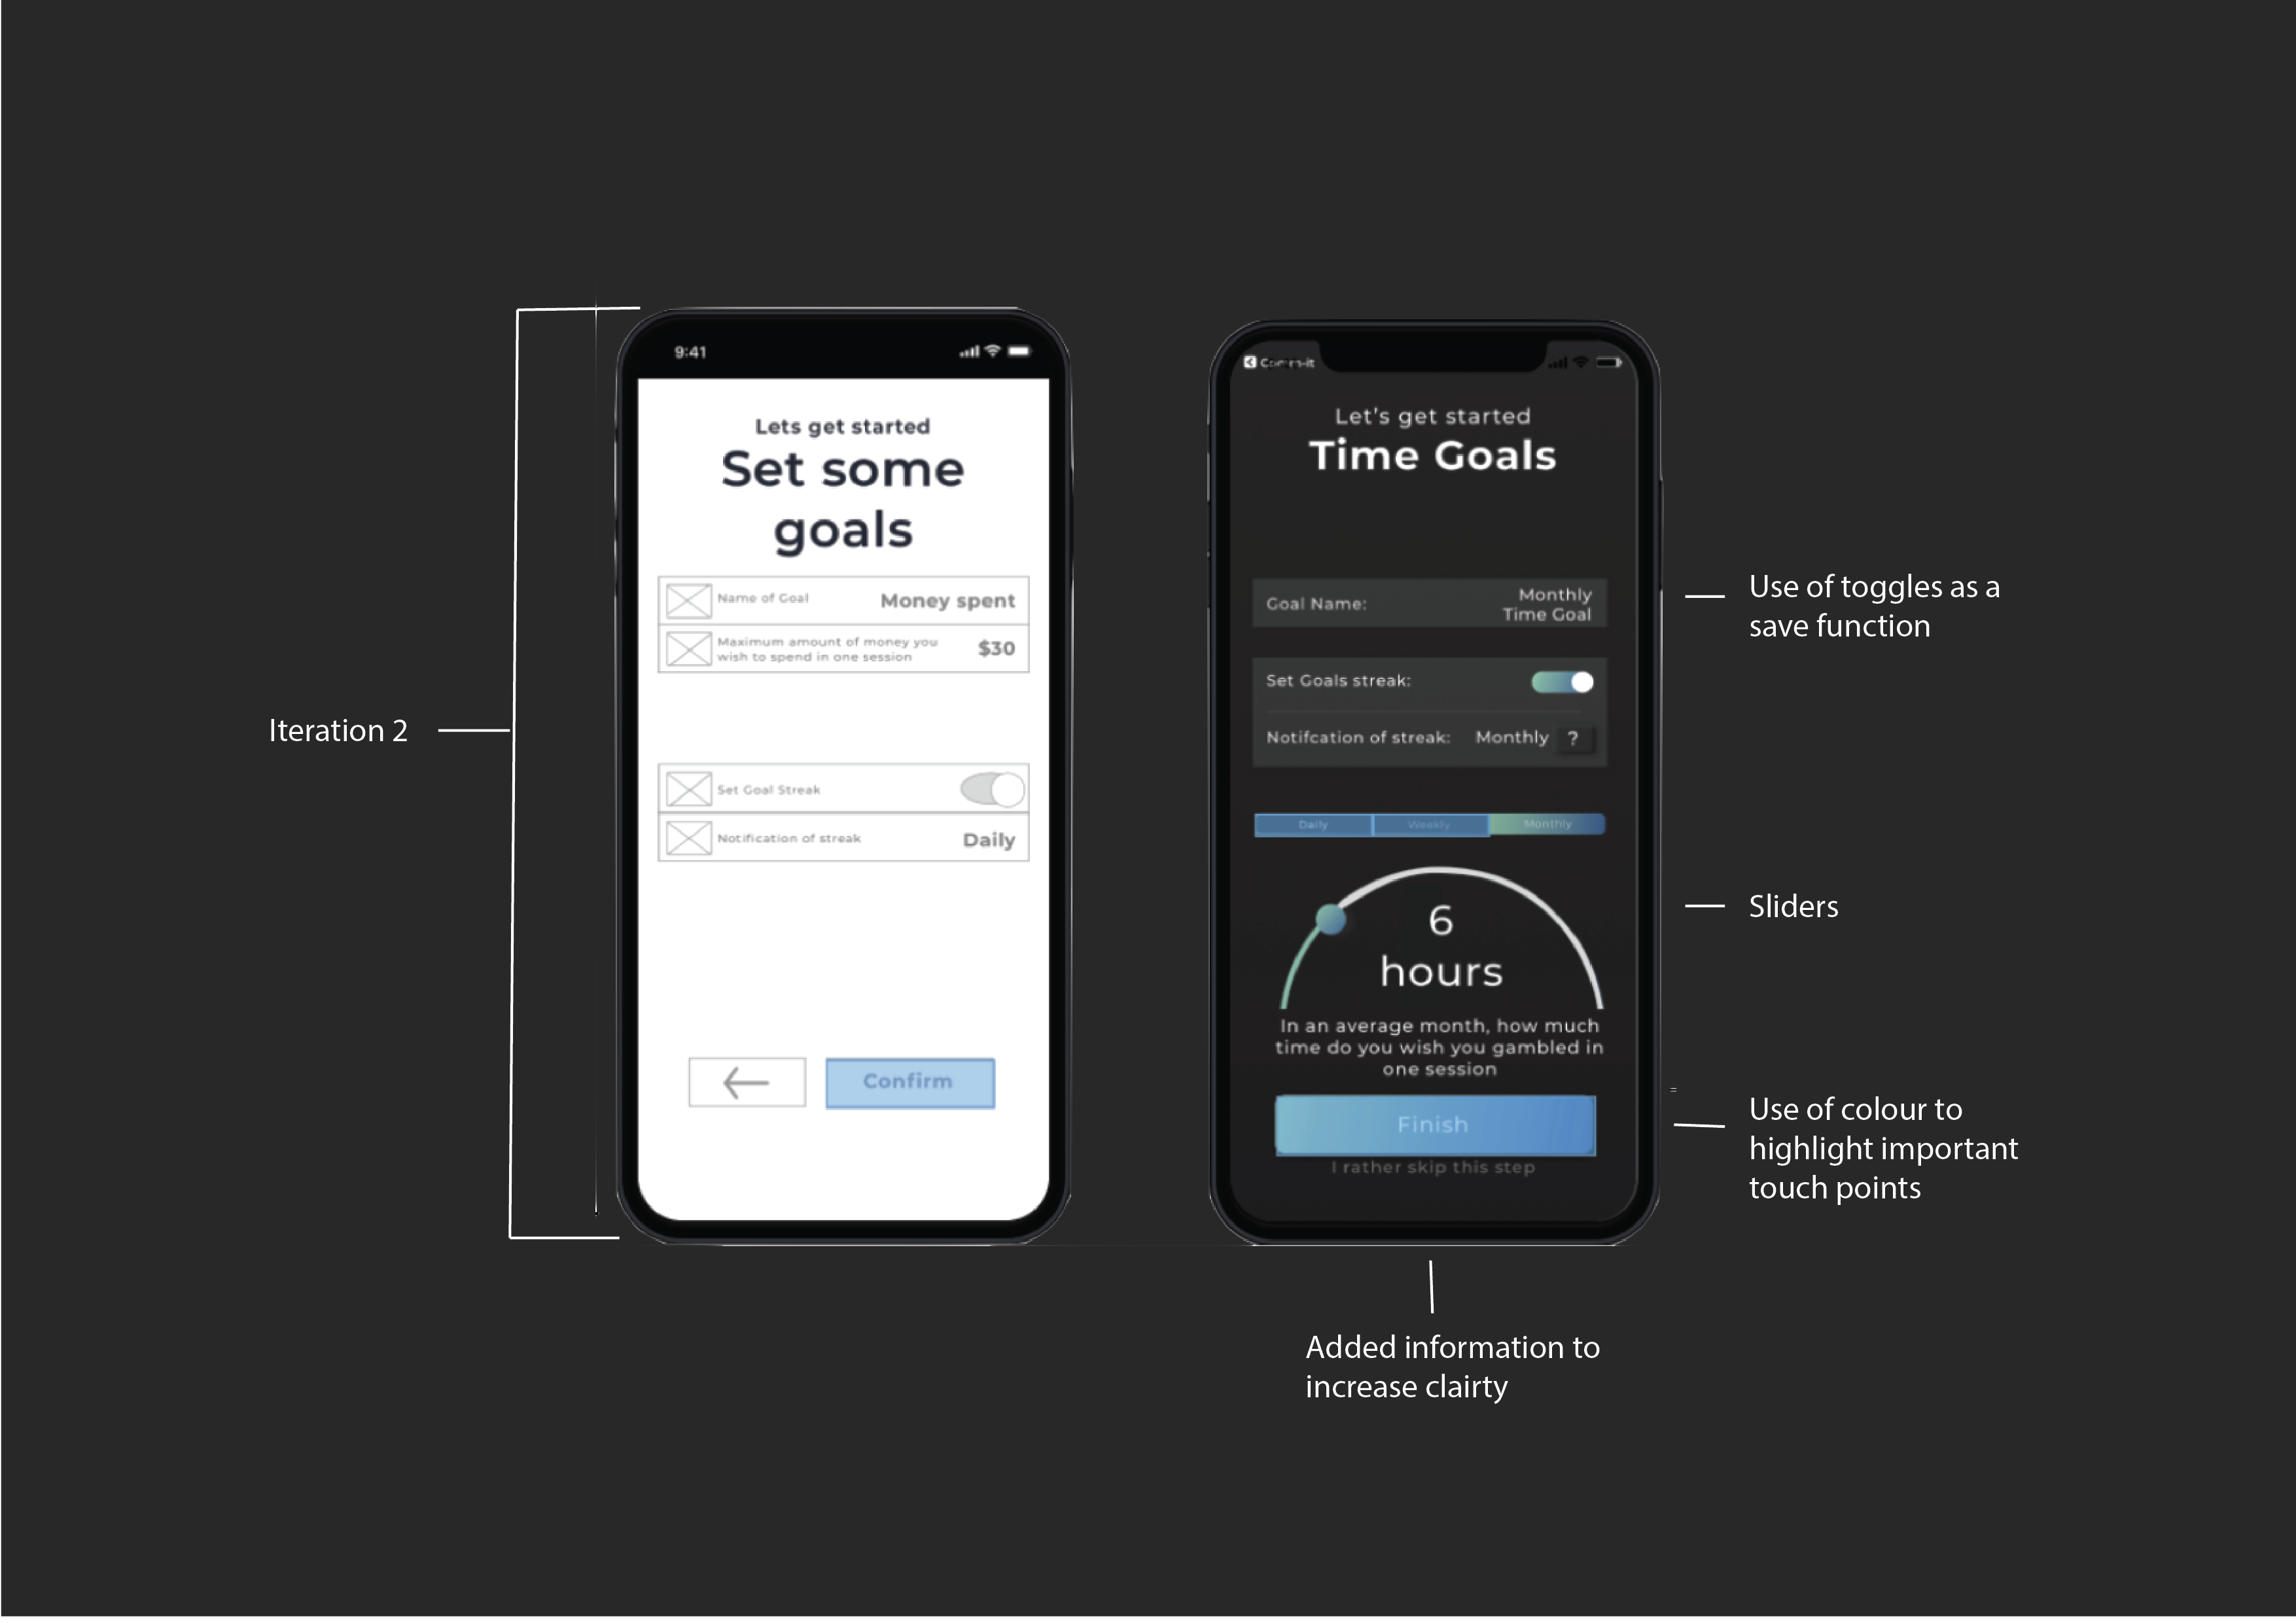 Iteration 2
9:41
Lets get started
Set some
goals
Name of Goal
Money spent
Maximum amount of money you
wish to spend in one session
$30
Set Goal Streak
Notification of streak
Daily
Confirm
Let's get started
Time Goals
Goal Name:
Monthly
Time Goal
Set Goals streak:
Notifcation of streak:
Monthly
?
Daily
Weekly
Monthly
6
hours
In an average month, how much
time do you wish you gambled in
one session
Finish
I rather skip this step
Use of toggles as a
save function
Sliders
Use of colour to
highlight important
touch points
Added information to
increase clairty